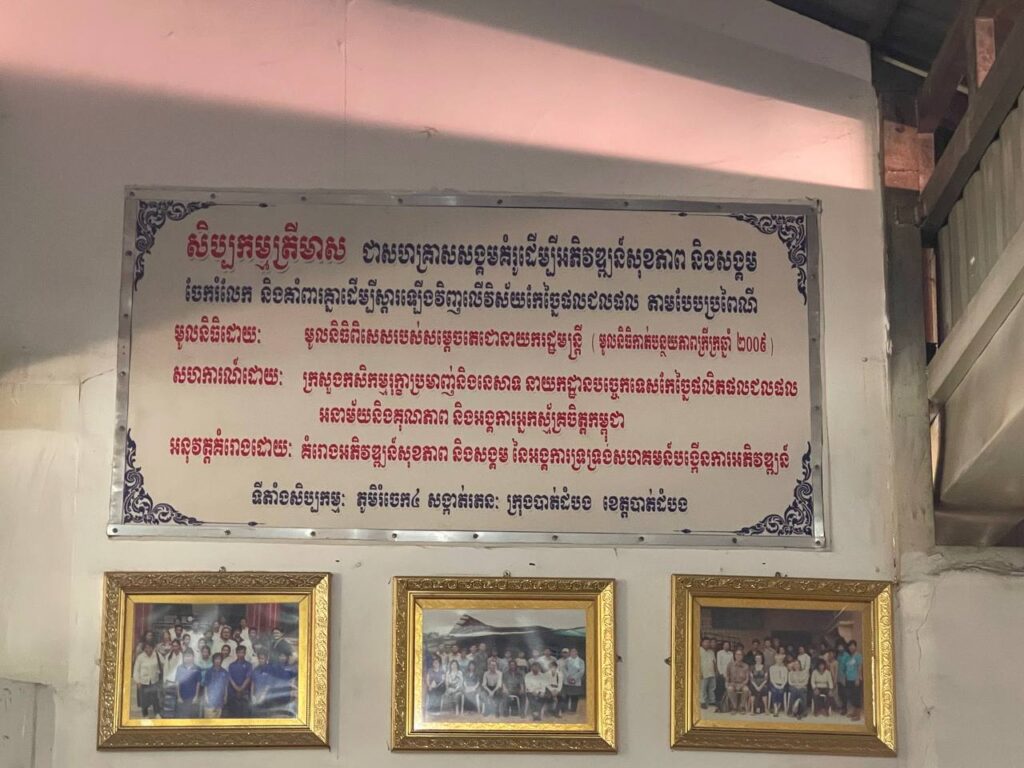 សិប្បកម្មត្រីមាស ជាសហគ្រាសសង្គមគំរូដើម្បីអភិវឌ្ឍន៍សុខភាព និងសង្គម
ចែករំលែក និងគាំពារគ្នាដើម្បីស្តារឡើងវិញលើវិស័យកែច្នៃផលជលផល តាមបែបប្រពៃណី
មូលនិធិដោយៈ មូលនិធិពិសេសរបស់សម្តេចតេជោនាយករដ្ឋមន្ត្រី (មូលនិធិកាត់បន្ថយភាពក្រីក្រឆ្នាំ ២០០៩)
សហការណ៍ដោយៈ ក្រសួងកសិកម្មរុក្ខាប្រមាញ់និងនេសាទ នាយកដ្ឋានបច្ចេកទេសកែច្នៃផលិតផលជលផល
អនាម័យនិងគុណភាព និងអង្គការអ្នកស្ម័គ្រចិត្តកម្ពុជា
អនុវត្តគំរោងដោយៈ គំរោងអភិវឌ្ឍន៍សុខភាព និងសង្គម នៃអង្គការទ្រទ្រង់សហគមន៍បង្កើនការអភិវឌ្ឍន៍
ទីតាំងសិប្បកម្មៈ ភូមិរំចេក៤ សង្កាត់រតនៈ ក្រុងបាត់ដំបង ខេត្តបាត់ដំបង